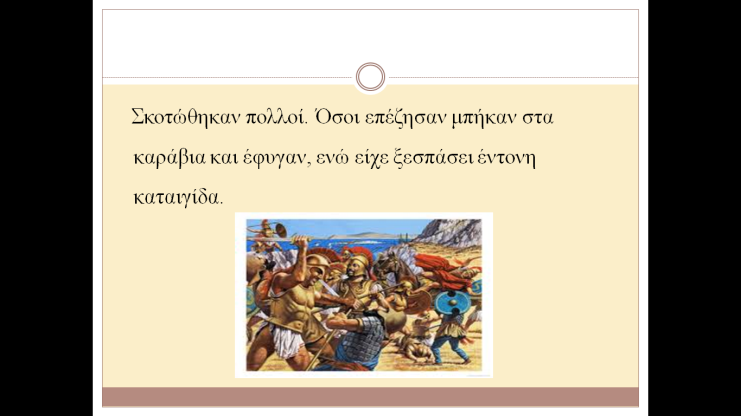 Σκοτώθηκαν πολλοί. Όσοι επέζησαν μπήκαν στα
καράβια και έφυγαν, ενώ είχε ξεσπάσει έντονη
καταιγίδα.